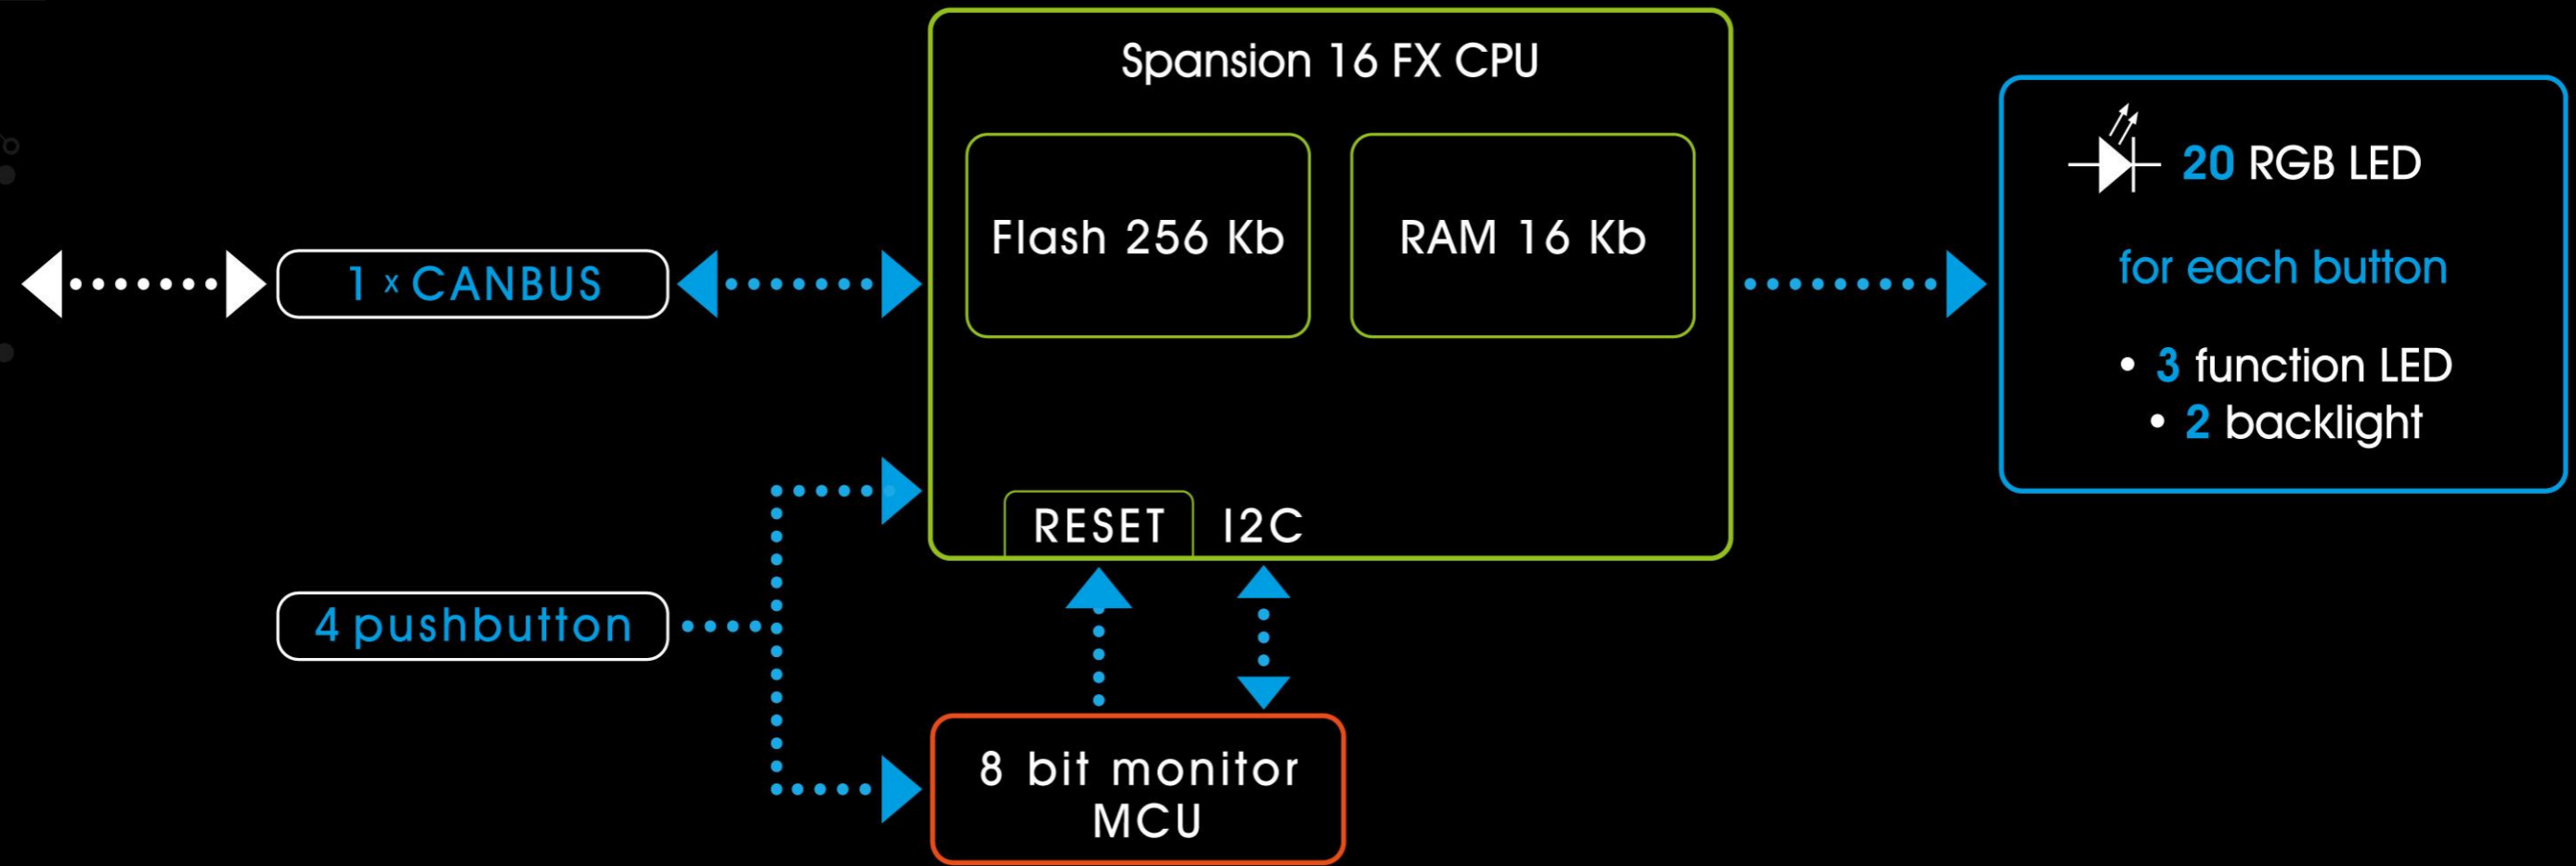 Spansion 16 FX CPU
Flash 256 Kb
RAM 16 Kb
1 x CANBUS
20 RGB LED
for each button
• 3 function LED
• 2 backlight
RESET
I2C
4 pushbutton
8 bit monitor
MCU